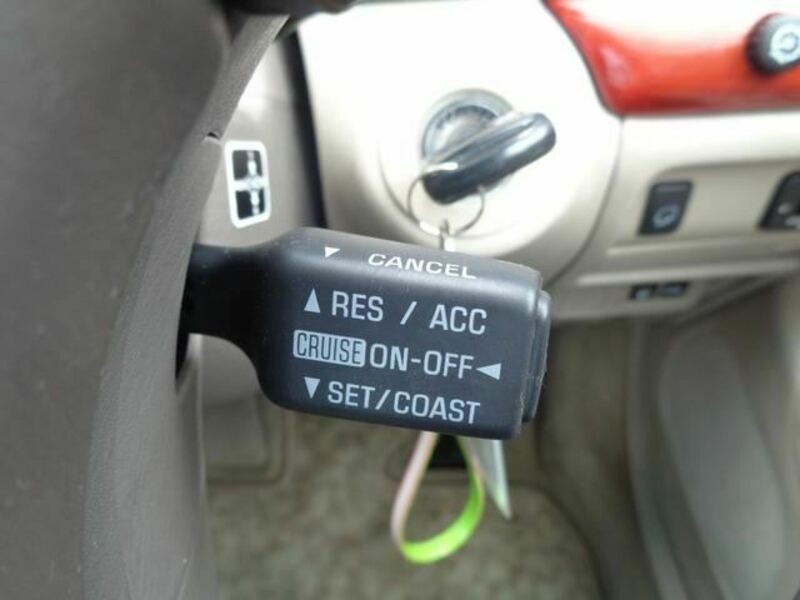 ▼ CANCEL
▲ RES / ACC
CRUISE ON-OFF ◀
▼ SET/COAST